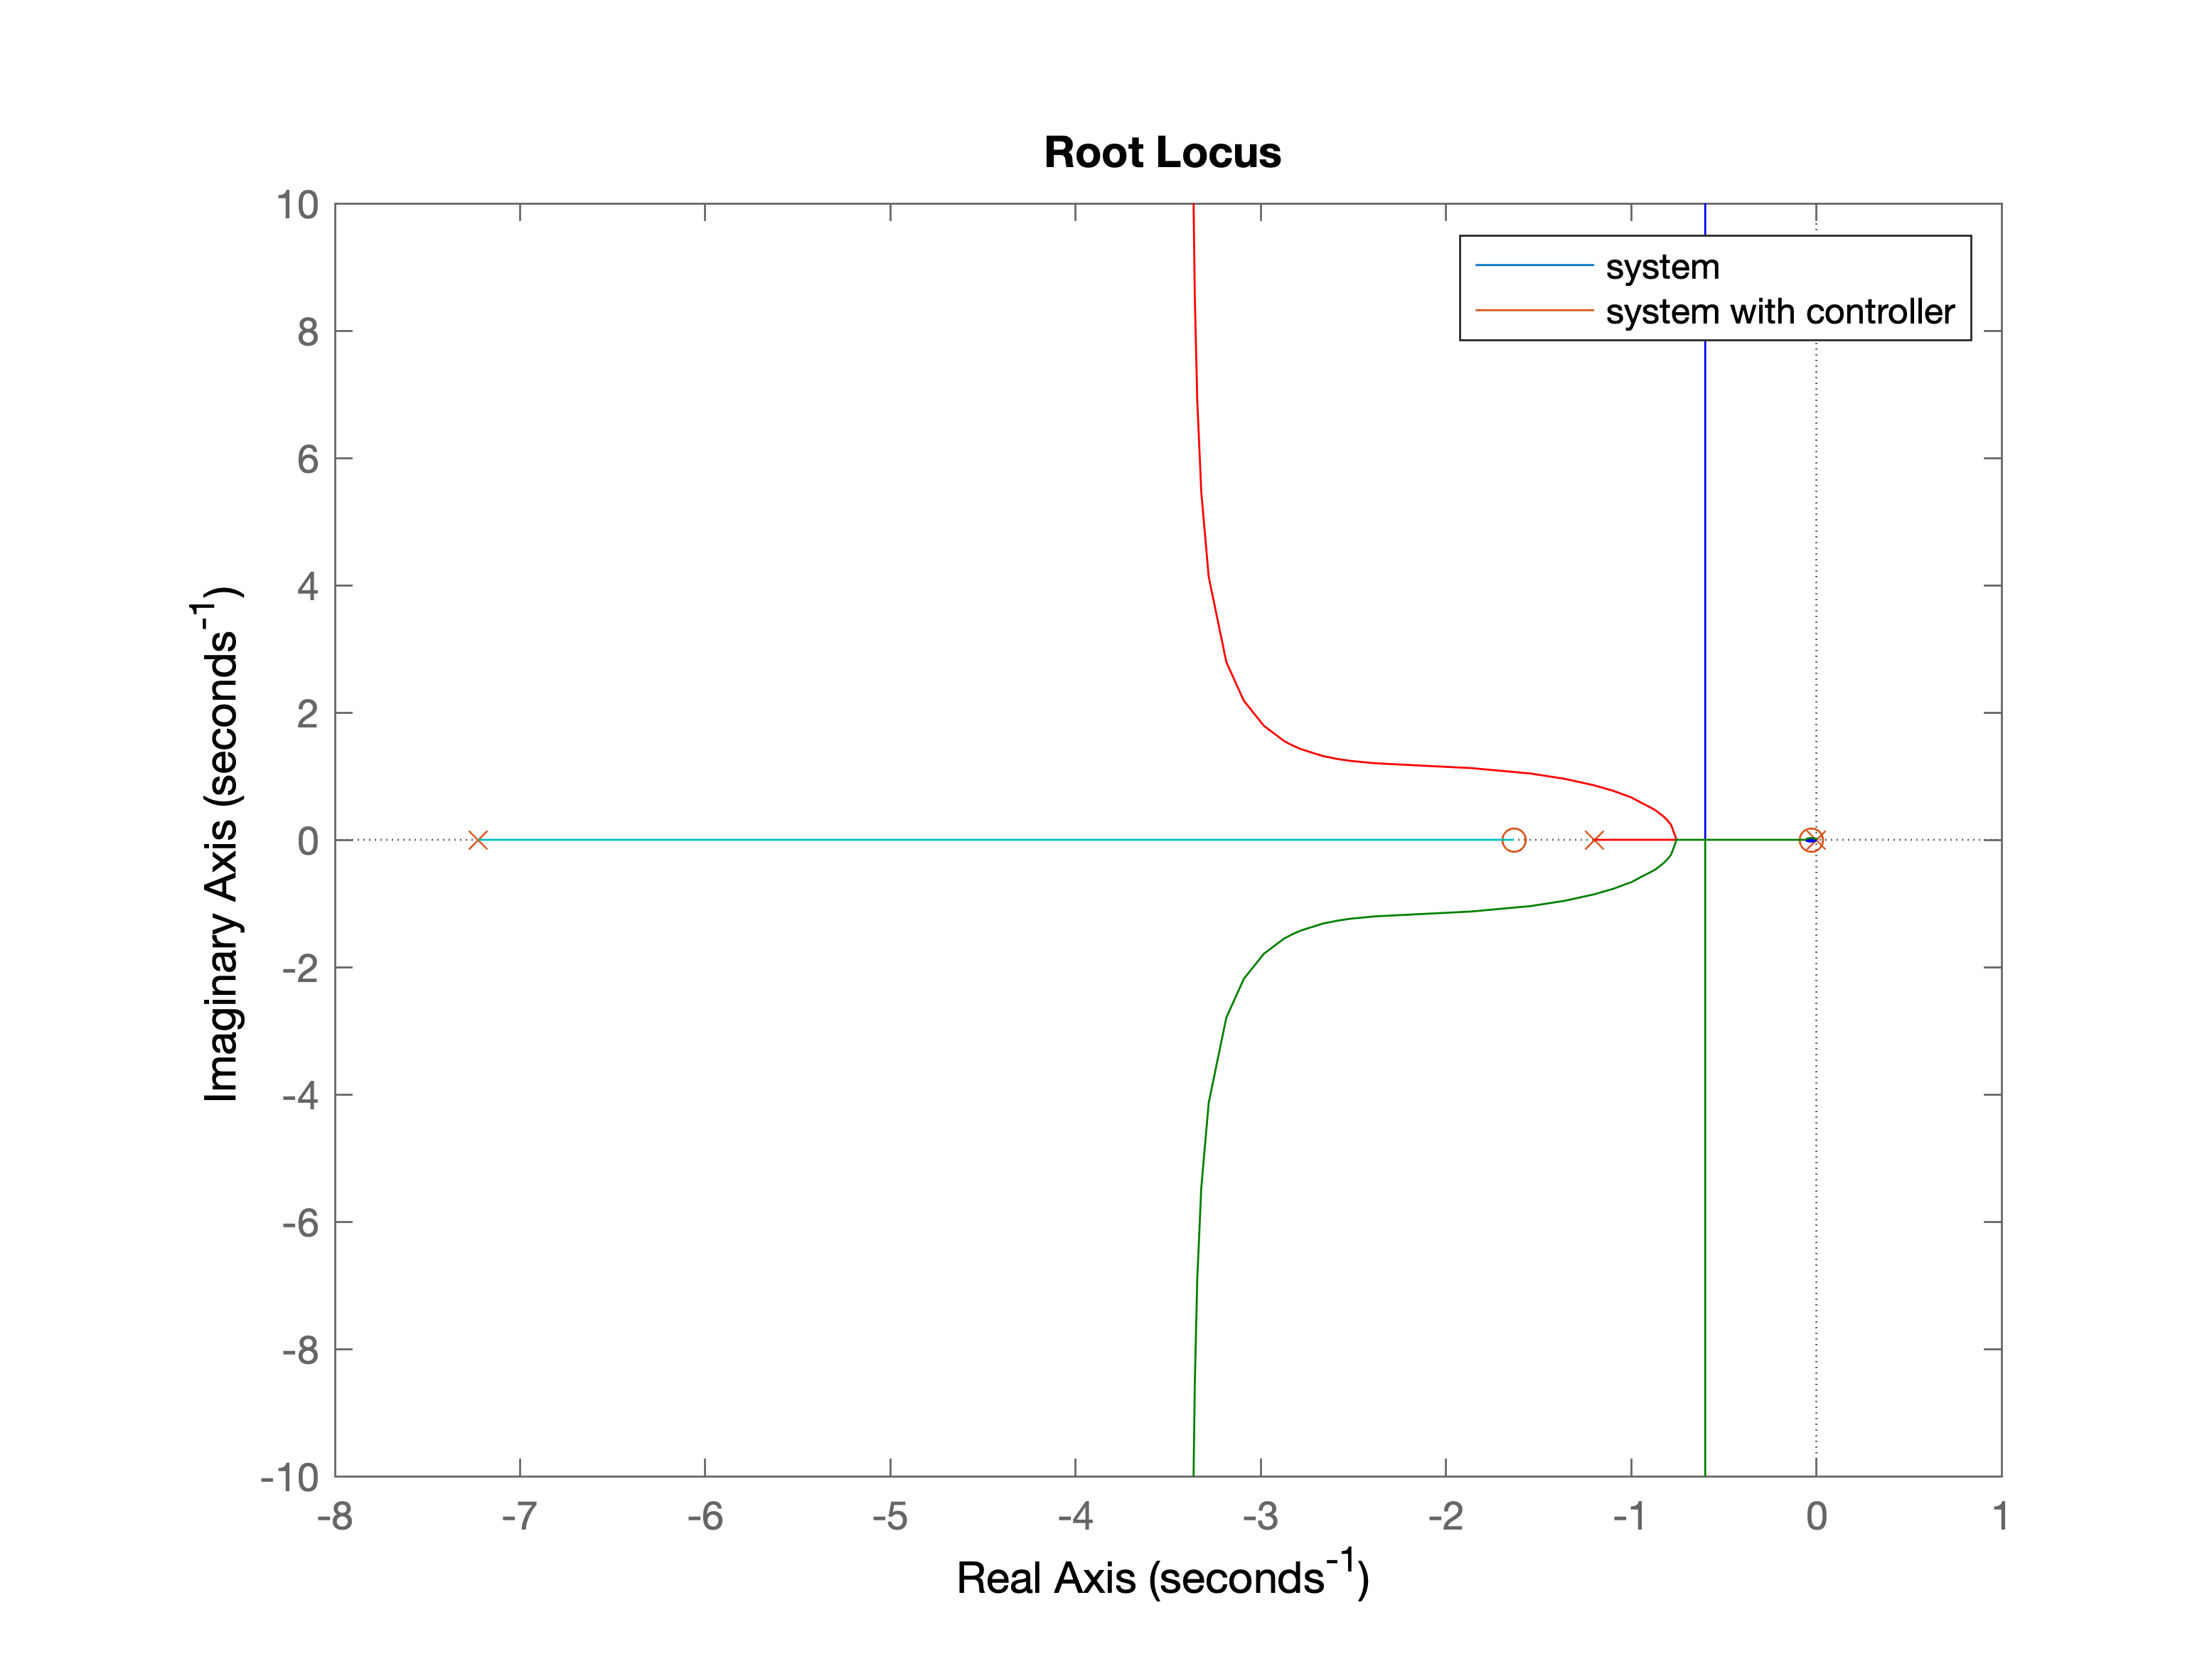 Root Locus
system
system with controller
10
8
6
4
2
0
-2
-4
-6
-8
-10
Imaginary Axis (seconds⁻¹)
-8 -7 -6 -5 -4 -3 -2 -1 0 1
Real Axis (seconds⁻¹)